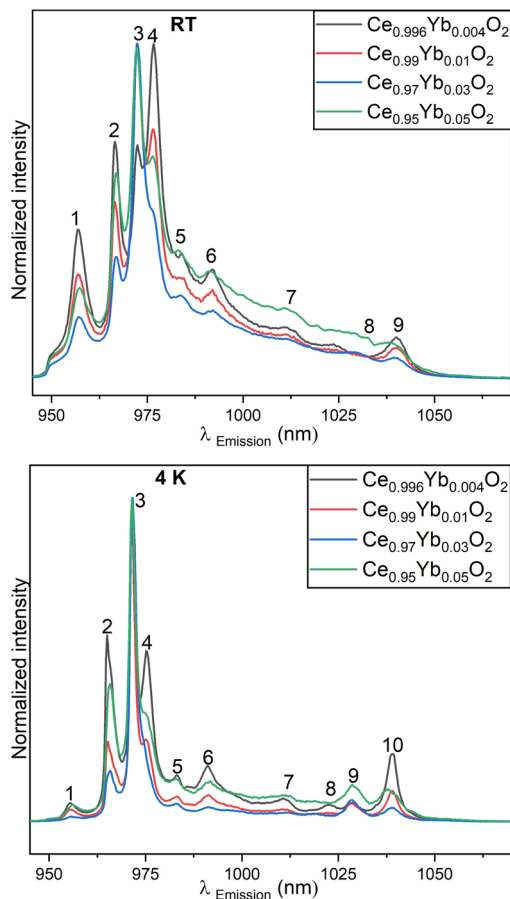 RT
Ce0.996Yb0.004O2
Ce0.99Yb0.01O2
Ce0.97Yb0.03O2
Ce0.95Yb0.05O2
1
2
3
4
5
6
7
8
9
Normalized intensity
950 975 1000 1025 1050
λ Emission (nm)
4 K
Ce0.996Yb0.004O2
Ce0.99Yb0.01O2
Ce0.97Yb0.03O2
Ce0.95Yb0.05O2
1
2
3
4
5
6
7
8
9
10
Normalized intensity
950 975 1000 1025 1050
λ Emission (nm)